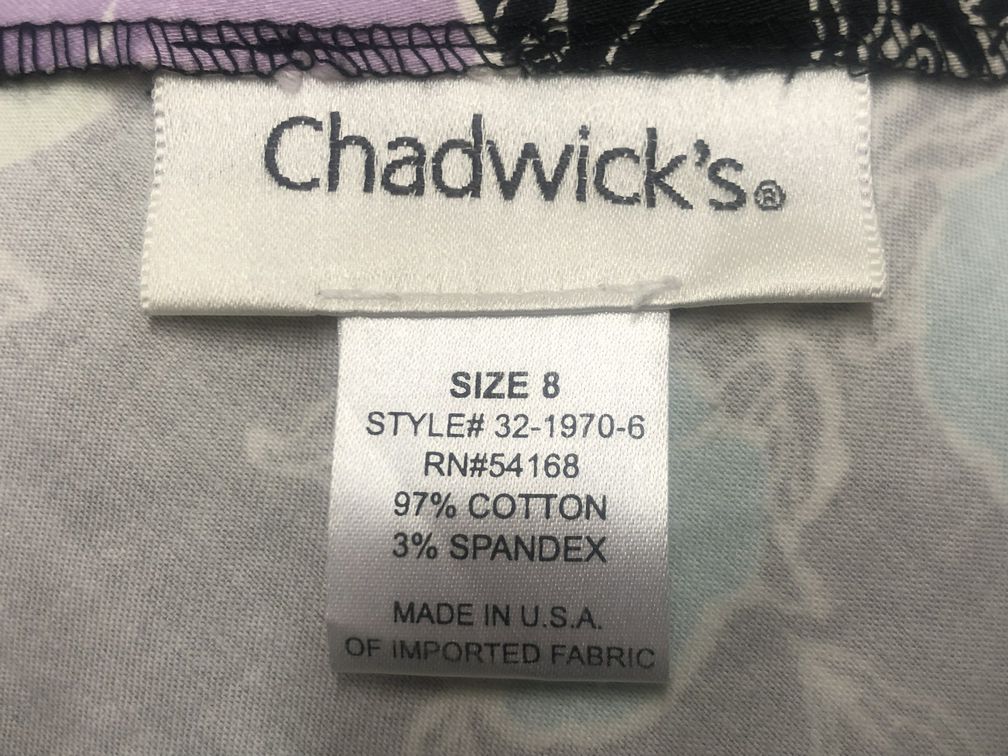 Chadwick's®
SIZE 8
STYLE# 32-1970-6
RN#54168
97% COTTON
3% SPANDEX
MADE IN U.S.A.
OF IMPORTED FABRIC